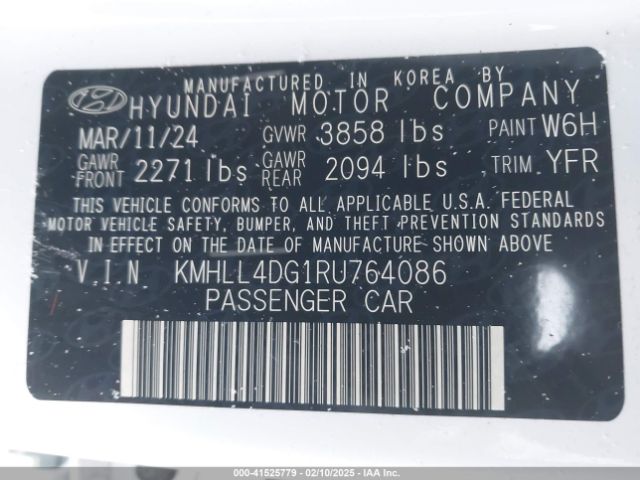 MANUFACTURED IN KOREA BY
HYUNDAI MOTOR COMPANY
MAR/11/24 GVWR 3858 lbs PAINT W6H
GAWR FRONT 2271 lbs GAWR REAR 2094 lbs TRIM YFR
THIS VEHICLE CONFORMS TO ALL APPLICABLE U.S.A. FEDERAL
MOTOR VEHICLE SAFETY, BUMPER, AND THEFT PREVENTION STANDARDS
IN EFFECT ON THE DATE OF MANUFACTURE SHOWN ABOVE
VIN KMHLL4DG1RU764086
PASSENGER CAR
000-41525779 - 02/10/2025 - IAA, Inc.